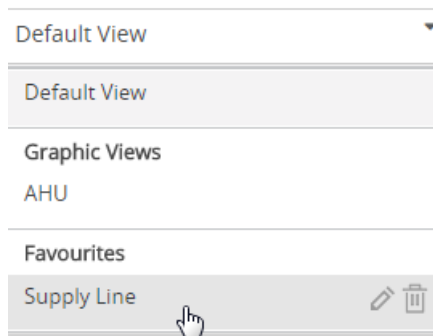 Default View
Default View
Graphic Views
AHU
Favourites
Supply Line